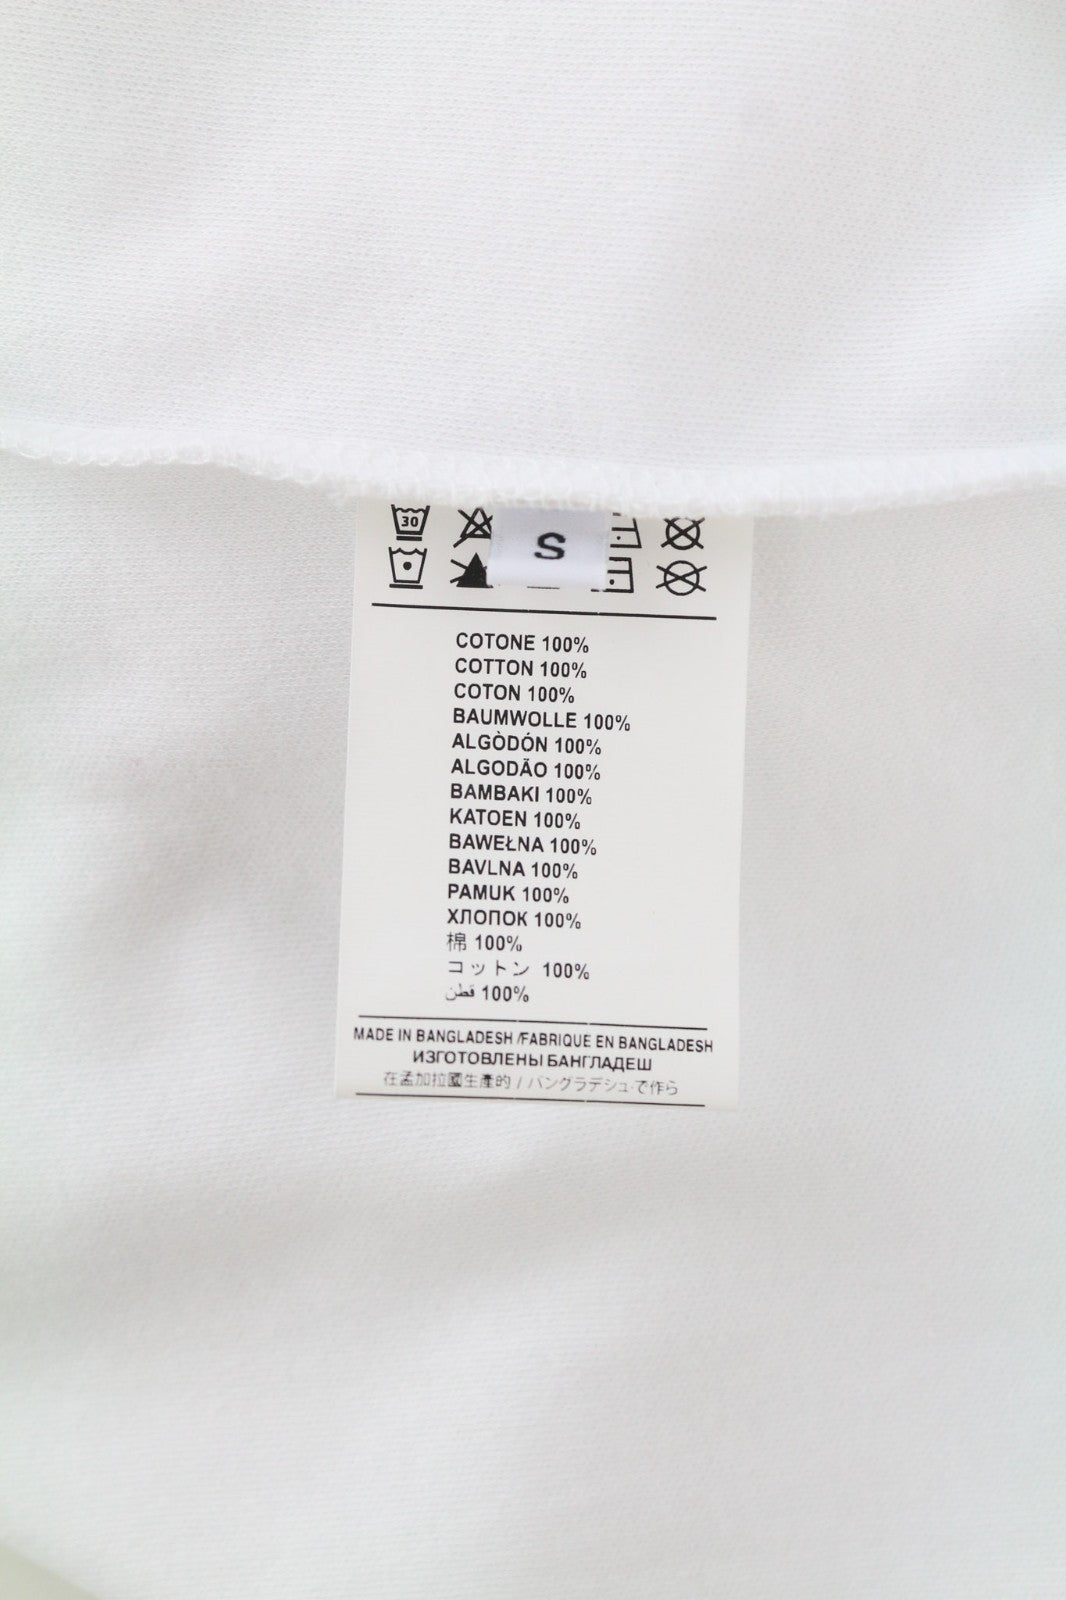 30
S
COTONE 100%
COTTON 100%
COTON 100%
BAUMWOLLE 100%
ALGÒDÓN 100%
ALGODÃO 100%
BAMBAKI 100%
KATOEN 100%
BAWEŁNA 100%
BAVLNA 100%
PAMUK 100%
ХЛОПОК 100%
棉 100%
コットン 100%
قطن 100%
MADE IN BANGLADESH /FABRIQUE EN BANGLADESH
ИЗГОТОВЛЕНЫ БАНГЛАДЕШ
在孟加拉國生產的 / バングラデシュで作ら